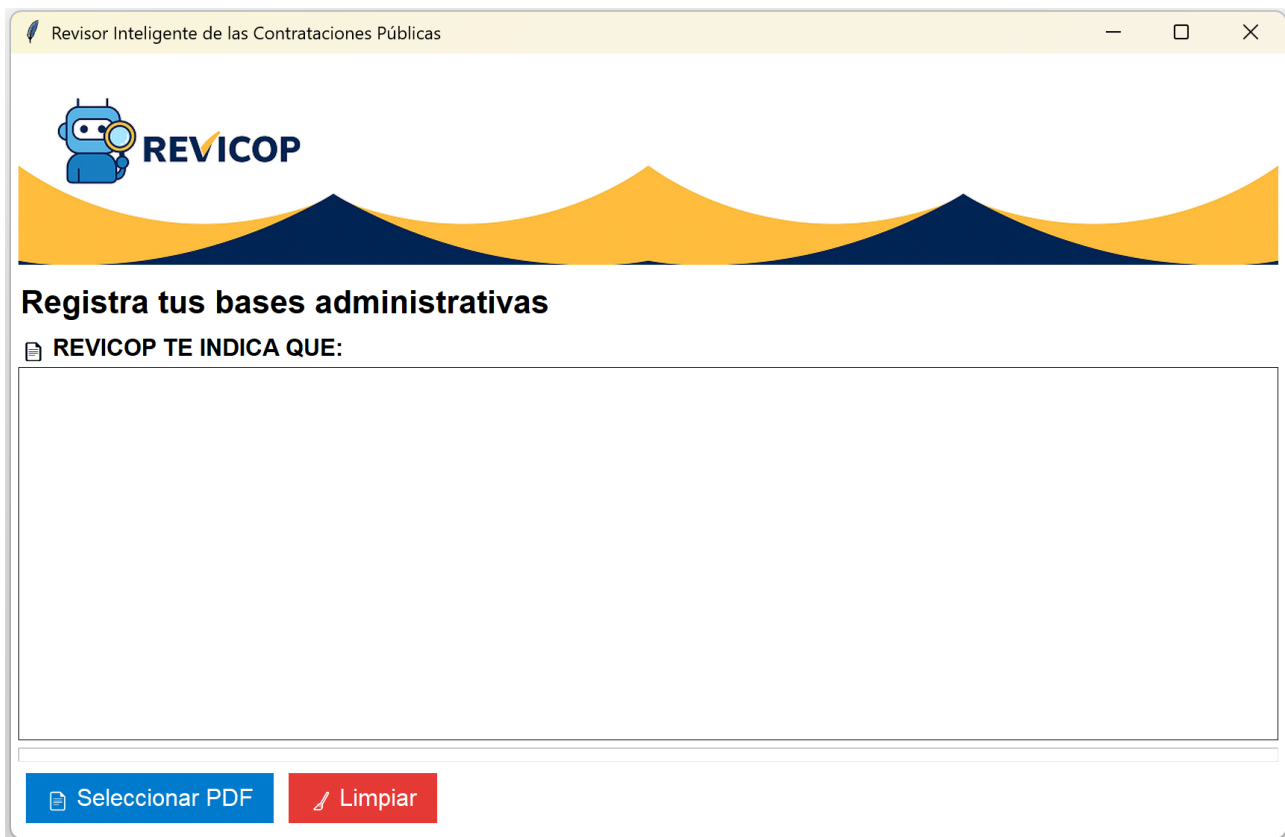 Revisor Inteligente de las Contrataciones Públicas
REVICOP
Registra tus bases administrativas
REVICOP TE INDICA QUE:
Seleccionar PDF
Limpiar